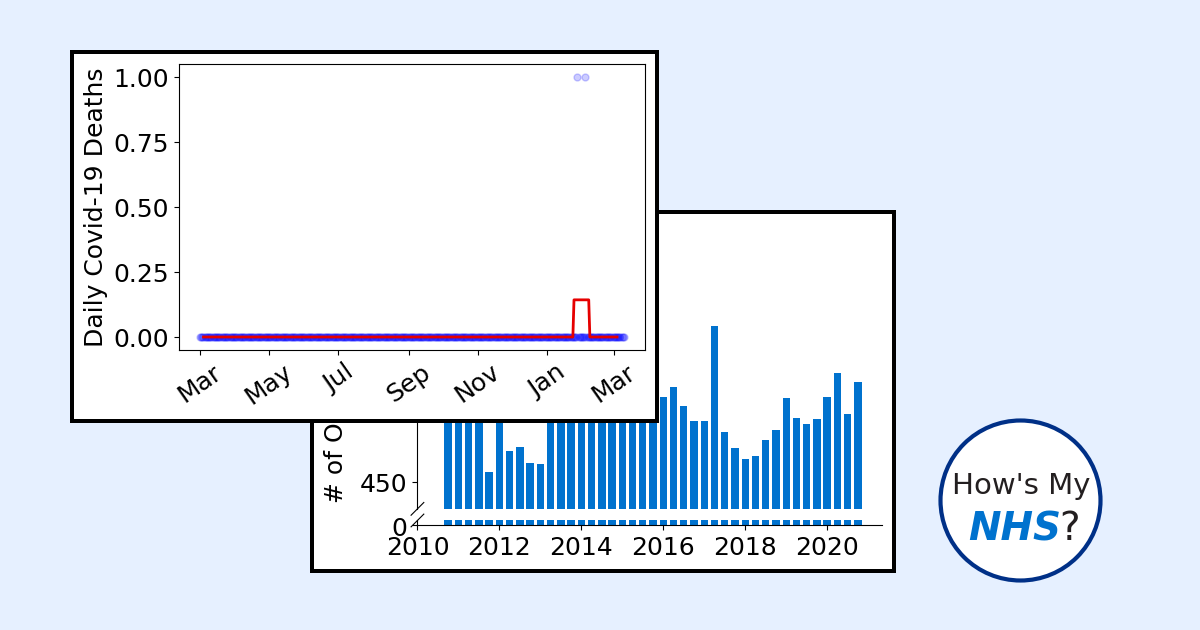 Daily Covid-19 Deaths
1.00
0.75
0.50
0.25
0.00
Mar May Jul Sep Nov Jan Mar
# of O
450
0
2010 2012 2014 2016 2018 2020
How's My
NHS?